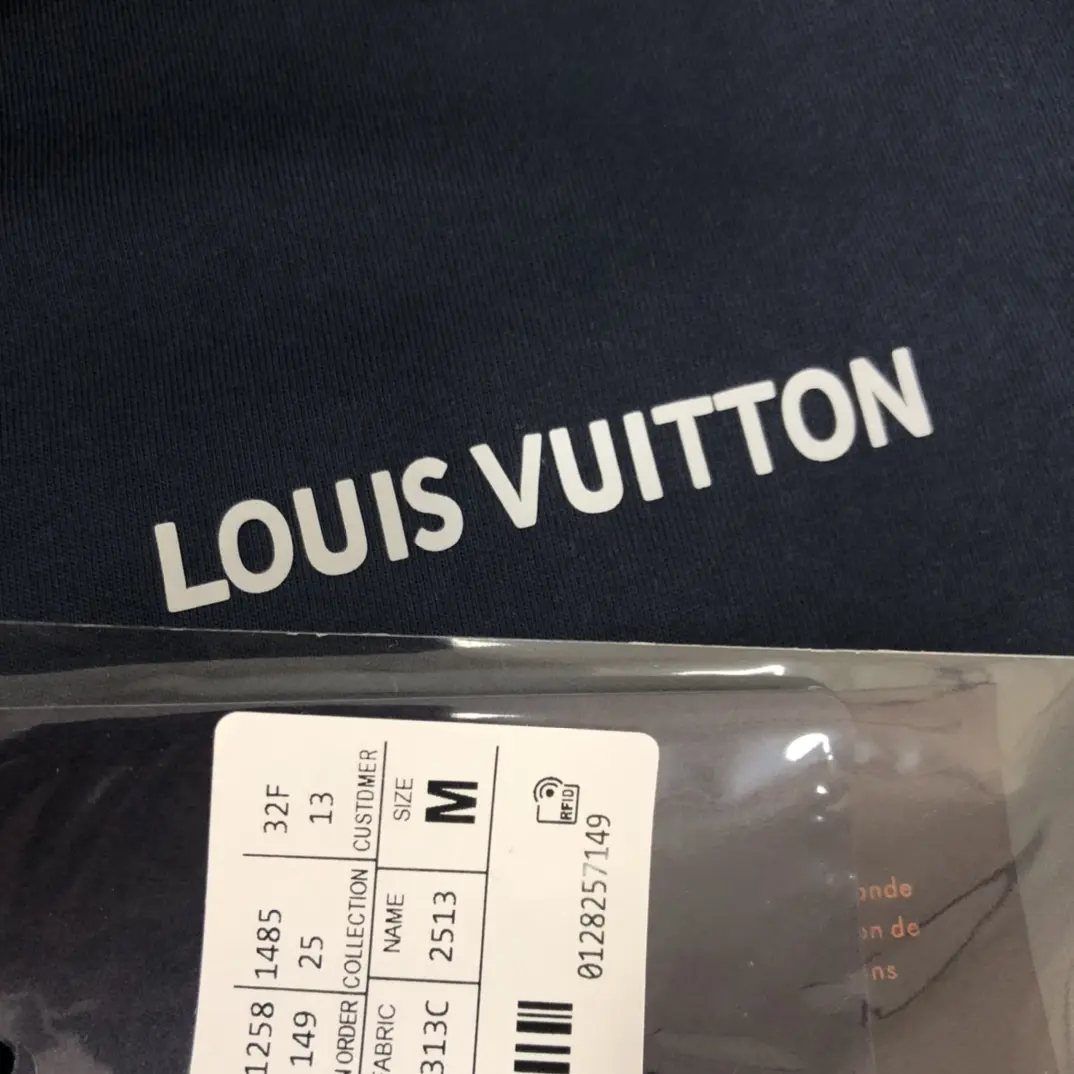 LOUIS VUITTON
32F
13
CUSTOMER
SIZE
M
RFID
0128257149
1485
25
COLLECTION
NAME
2513
1258
149
ORDER
313C
onde
on de
ns